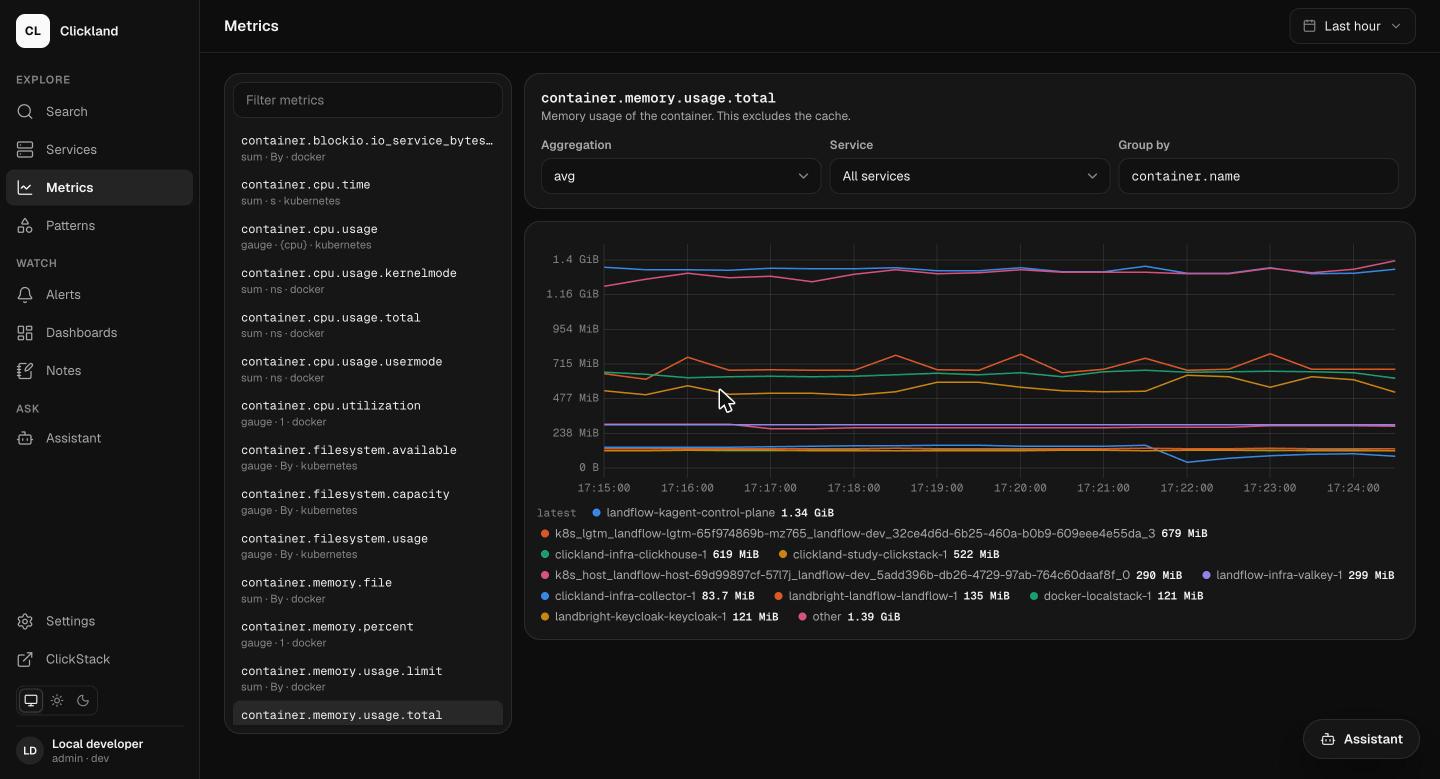 CL Clickland
EXPLORE
Search
Services
Metrics
Patterns
WATCH
Alerts
Dashboards
Notes
ASK
Assistant
Settings
ClickStack
LD
Local developer
admin · dev
Metrics
Last hour
Filter metrics
container.blockio.io_service_bytes…
sum · By · docker
container.cpu.time
sum · s · kubernetes
container.cpu.usage
gauge · {cpu} · kubernetes
container.cpu.usage.kernelmode
sum · ns · docker
container.cpu.usage.total
sum · ns · docker
container.cpu.usage.usermode
sum · ns · docker
container.cpu.utilization
gauge · 1 · docker
container.filesystem.available
gauge · By · kubernetes
container.filesystem.capacity
gauge · By · kubernetes
container.filesystem.usage
gauge · By · kubernetes
container.memory.file
sum · By · docker
container.memory.percent
gauge · 1 · docker
container.memory.usage.limit
sum · By · docker
container.memory.usage.total
container.memory.usage.total
Memory usage of the container. This excludes the cache.
Aggregation Service Group by
avg All services container.name
1.4 GiB
1.16 GiB
954 MiB
715 MiB
477 MiB
238 MiB
0 B
17:15:00 17:16:00 17:17:00 17:18:00 17:19:00 17:20:00 17:21:00 17:22:00 17:23:00 17:24:00
latest landflow-kagent-control-plane 1.34 GiB
k8s_lgtm_landflow-lgtm-65f974869b-mz765_landflow-dev_32ce4d6d-6b25-460a-b0b9-609eee4e55da_3 679 MiB
clickland-infra-clickhouse-1 619 MiB clickland-study-clickstack-1 522 MiB
k8s_host_landflow-host-69d99897cf-57l7j_landflow-dev_5add396b-db26-4729-97ab-764c60daaf8f_0 290 MiB landflow-infra-valkey-1 299 MiB
clickland-infra-collector-1 83.7 MiB landbright-landflow-landflow-1 135 MiB docker-localstack-1 121 MiB
landbright-keycloak-keycloak-1 121 MiB other 1.39 GiB
Assistant